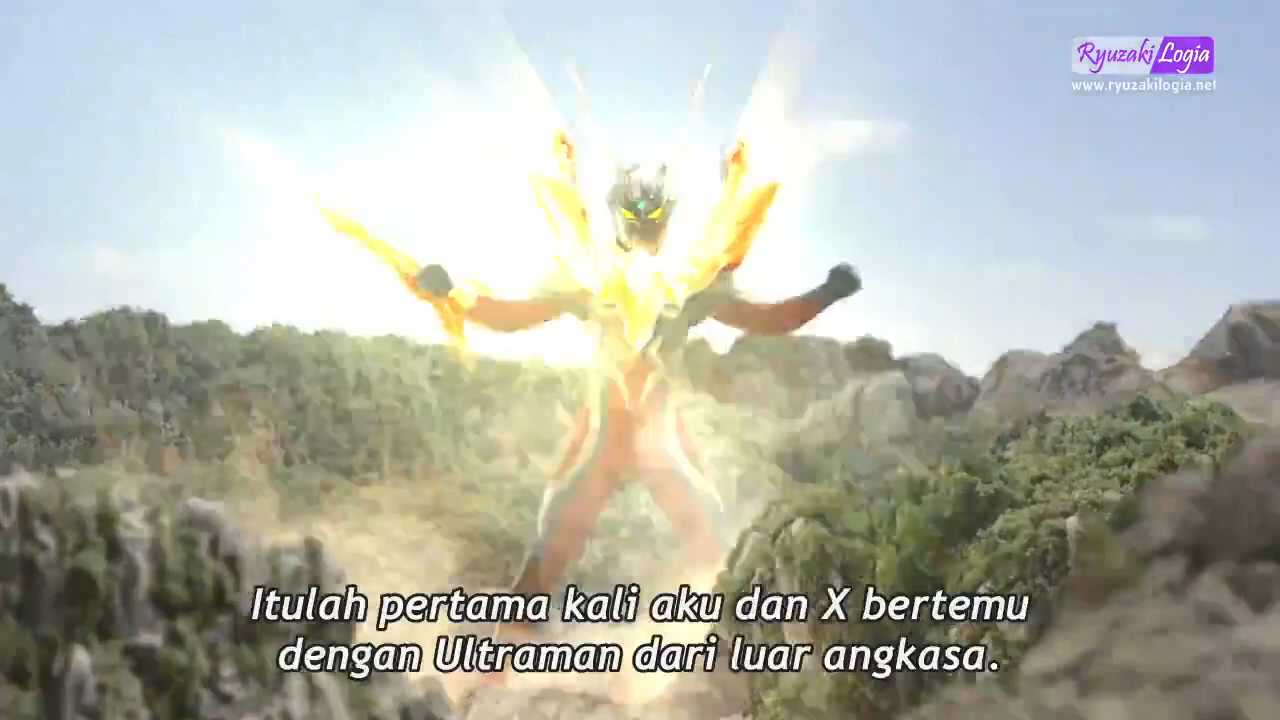 Ryuzaki Logia
www.ryuzakilogia.net
Itulah pertama kali aku dan X bertemu
dengan Ultraman dari luar angkasa.